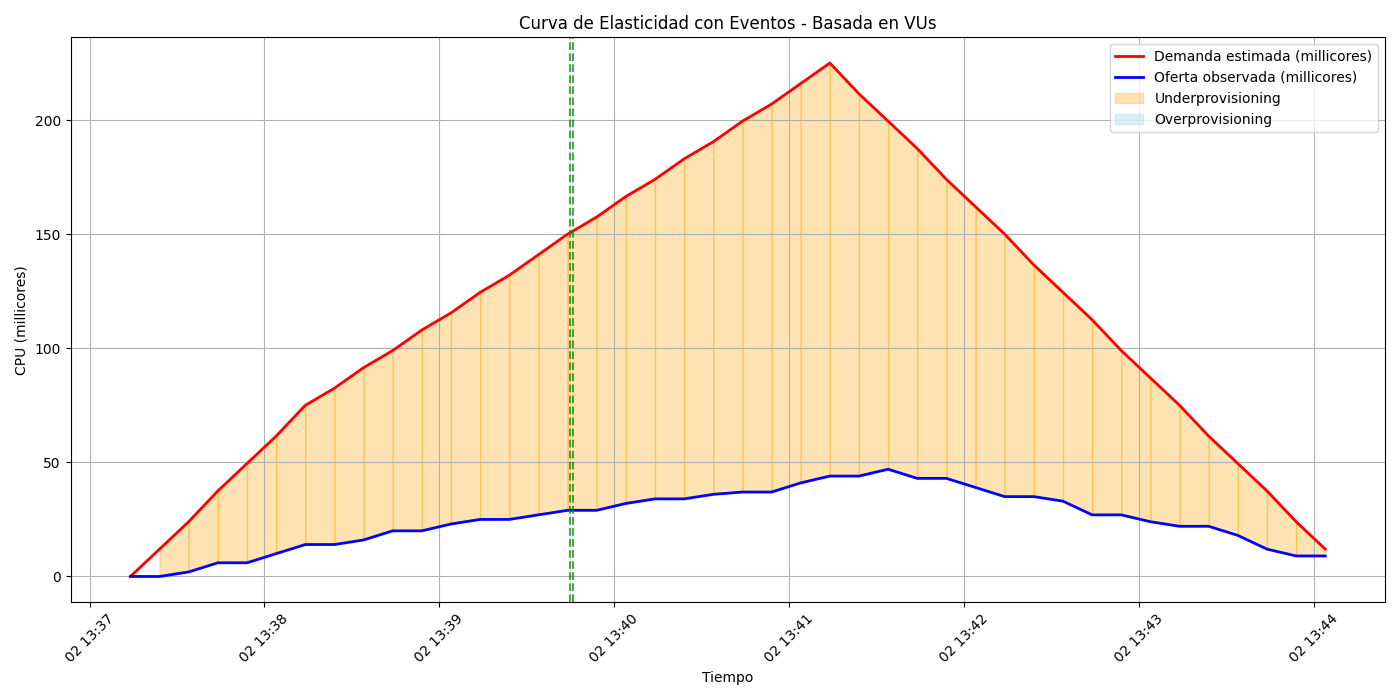 Curva de Elasticidad con Eventos - Basada en VUs
Demanda estimada (millicores)
Oferta observada (millicores)
Underprovisioning
Overprovisioning
CPU (millicores)
200
150
100
50
0
02 13:37
02 13:38
02 13:39
02 13:40
02 13:41
02 13:42
02 13:43
02 13:44
Tiempo